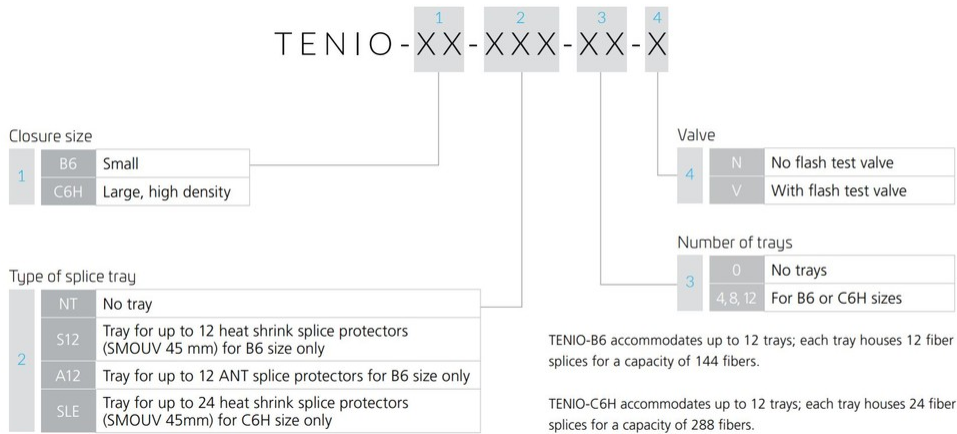 1 2 3 4
TENIO-XX-XXX-XX-X
Closure size
1
B6 Small
C6H Large, high density
Type of splice tray
2
NT No tray
S12 Tray for up to 12 heat shrink splice protectors
(SMOUV 45 mm) for B6 size only
A12 Tray for up to 12 ANT splice protectors for B6 size only
SLE Tray for up to 24 heat shrink splice protectors
(SMOUV 45mm) for C6H size only
Valve
4
N No flash test valve
V With flash test valve
Number of trays
3
0 No trays
4, 8, 12 For B6 or C6H sizes
TENIO-B6 accommodates up to 12 trays; each tray houses 12 fiber
splices for a capacity of 144 fibers.
TENIO-C6H accommodates up to 12 trays; each tray houses 24 fiber
splices for a capacity of 288 fibers.